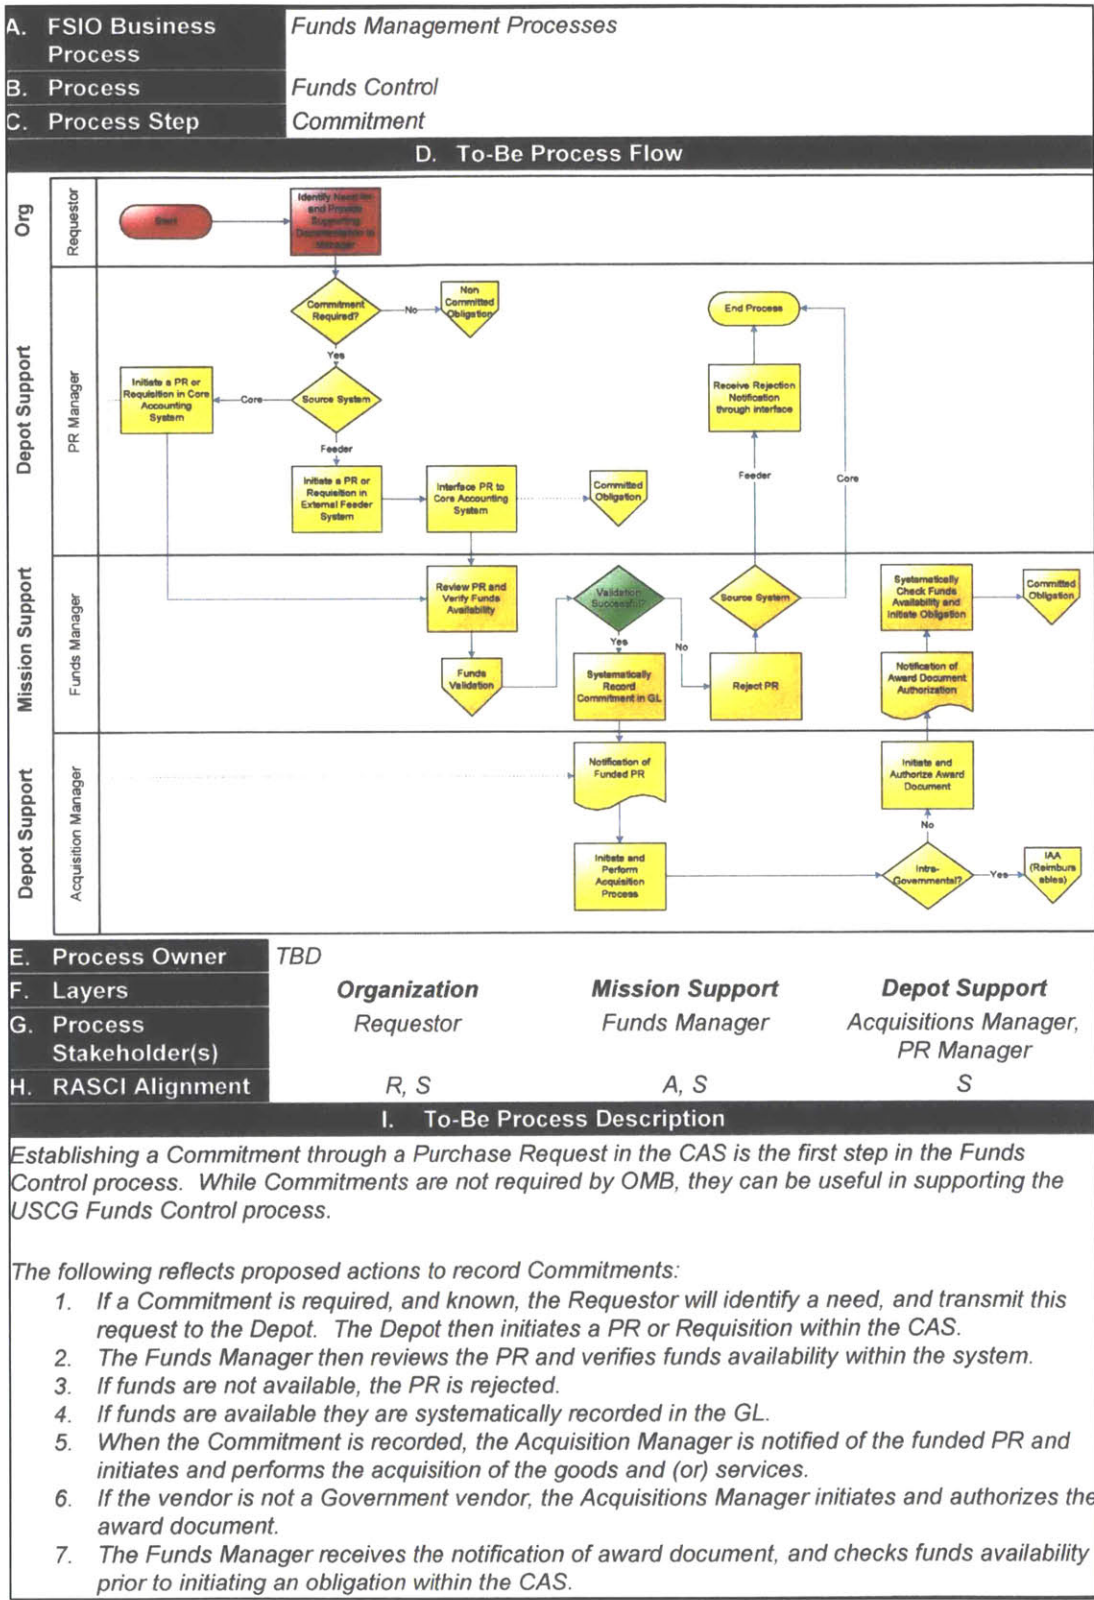 A. FSIO Business Process
Funds Management Processes
B. Process
Funds Control
C. Process Step
Commitment
D. To-Be Process Flow
Org
Requestor
Start
Identify Need for
and Provide
Supporting
Documentation to
Manager
Depot Support
PR Manager
Commitment
Required?
No
Non
Committed
Obligation
Yes
Source System
Core
Initiate a PR or
Requisition in Core
Accounting
System
Feeder
Initiate a PR or
Requisition in
External Feeder
System
Interface PR to
Core Accounting
System
Committed
Obligation
End Process
Receive Rejection
Notification
through interface
Feeder
Core
Mission Support
Funds Manager
Review PR and
Verify Funds
Availability
Funds
Validation
Validation
Successful?
Yes
No
Systematically
Record
Commitment in GL
Source System
Reject PR
Systematically
Check Funds
Availability and
Initiate Obligation
Committed
Obligation
Notification of
Award Document
Authorization
Depot Support
Acquisition Manager
Notification of
Funded PR
Initiate and
Perform
Acquisition
Process
Initiate and
Authorize Award
Document
No
Intra-
Governmental?
Yes
IAA
(Reimburs
ables)
E. Process Owner
TBD
F. Layers
Organization
Mission Support
Depot Support
G. Process
Stakeholder(s)
Requestor
Funds Manager
Acquisitions Manager,
PR Manager
H. RASCI Alignment
R, S
A, S
S
I. To-Be Process Description
Establishing a Commitment through a Purchase Request in the CAS is the first step in the Funds
Control process. While Commitments are not required by OMB, they can be useful in supporting the
USCG Funds Control process.
The following reflects proposed actions to record Commitments:
1. If a Commitment is required, and known, the Requestor will identify a need, and transmit this
request to the Depot. The Depot then initiates a PR or Requisition within the CAS.
2. The Funds Manager then reviews the PR and verifies funds availability within the system.
3. If funds are not available, the PR is rejected.
4. If funds are available they are systematically recorded in the GL.
5. When the Commitment is recorded, the Acquisition Manager is notified of the funded PR and
initiates and performs the acquisition of the goods and (or) services.
6. If the vendor is not a Government vendor, the Acquisitions Manager initiates and authorizes the
award document.
7. The Funds Manager receives the notification of award document, and checks funds availability
prior to initiating an obligation within the CAS.